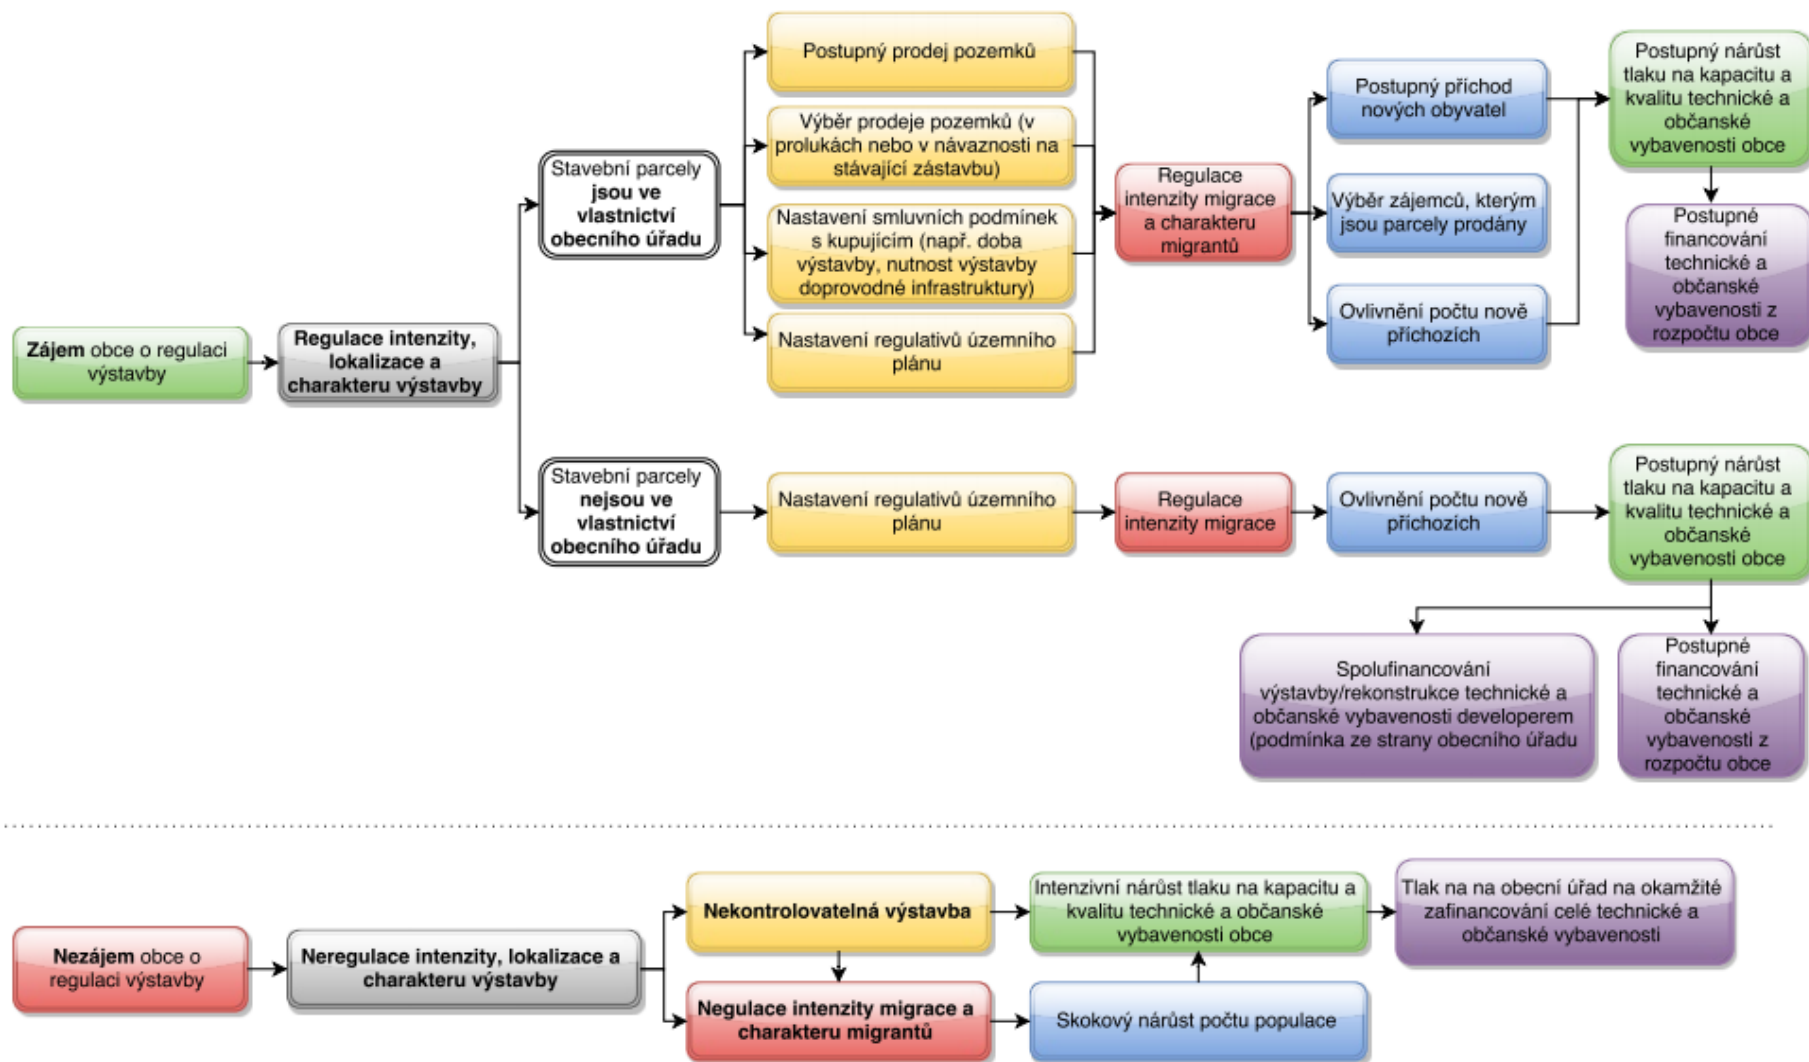 Postupný prodej pozemků
Výběr prodeje pozemků (v
prolukách nebo v návaznosti na
stávající zástavbu)
Nastavení smluvních podmínek
s kupujícím (např. doba
výstavby, nutnost výstavby
doprovodné infrastruktury)
Nastavení regulativů územního
plánu
Stavební parcely
jsou ve
vlastnictví
obecního úřadu
Regulace
intenzity migrace
a charakteru
migrantů
Postupný příchod
nových obyvatel
Výběr zájemců, kterým
jsou parcely prodány
Ovlivnění počtu nově
příchozích
Postupný nárůst
tlaku na kapacitu a
kvalitu technické a
občanské
vybavenosti obce
Postupné
financování
technické a
občanské
vybavenosti z
rozpočtu obce
Zájem obce o regulaci
výstavby
Regulace intenzity,
lokalizace a
charakteru výstavby
Stavební parcely
nejsou ve
vlastnictví
obecního úřadu
Nastavení regulativů územního
plánu
Regulace
intenzity migrace
Ovlivnění počtu nově
příchozích
Postupný nárůst
tlaku na kapacitu a
kvalitu technické a
občanské
vybavenosti obce
Spolufinancování
výstavby/rekonstrukce technické a
občanské vybavenosti developerem
(podmínka ze strany obecního úřadu
Postupné
financování
technické a
občanské
vybavenosti z
rozpočtu obce
Nezájem obce o
regulaci výstavby
Neregulace intenzity, lokalizace a
charakteru výstavby
Nekontrolovatelná výstavba
Negulace intenzity migrace a
charakteru migrantů
Intenzivní nárůst tlaku na kapacitu a
kvalitu technické a občanské
vybavenosti obce
Skokový nárůst počtu populace
Tlak na na obecní úřad na okamžité
zafinancování celé technické a
občanské vybavenosti